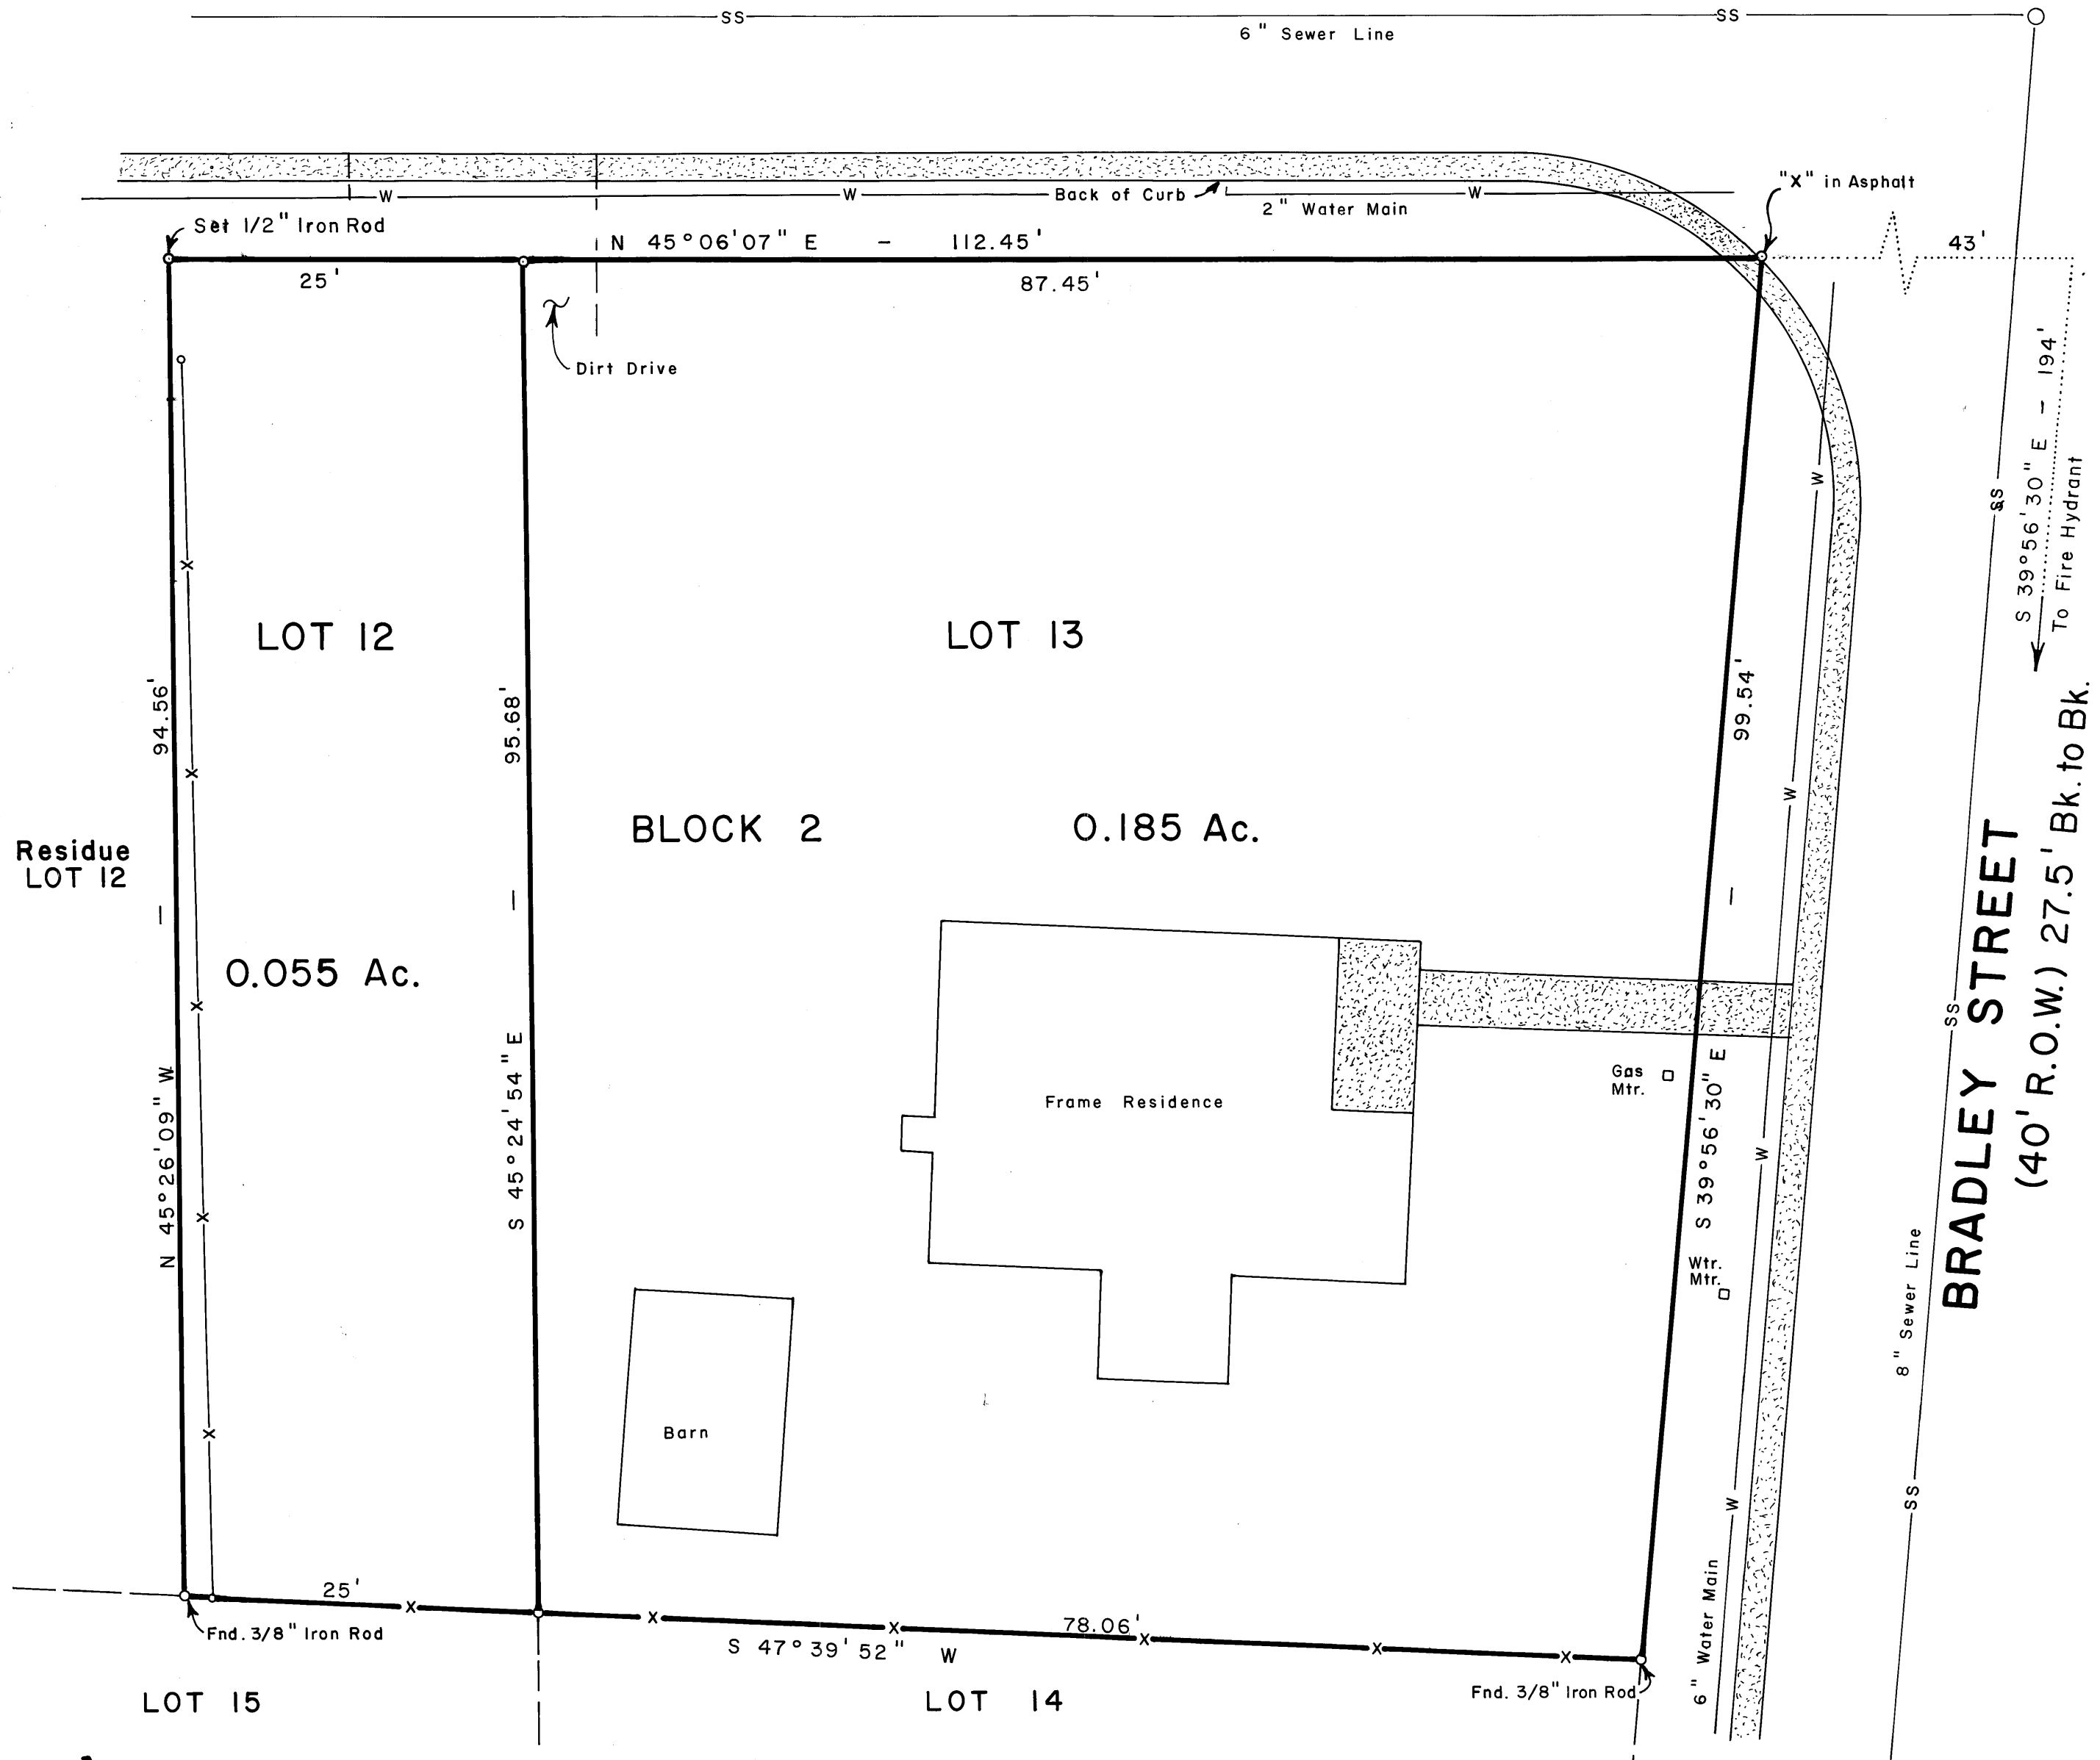 SS
SS
6" Sewer Line
"X" in Asphalt
W
W
Back of Curb
W
2" Water Main
Set 1/2" Iron Rod
N 45°06'07" E - 112.45'
43'
25'
87.45'
Dirt Drive
S 39°56'30" E - 194'
To Fire Hydrant
W
SS
X
LOT 12
LOT 13
94.56'
95.68'
99.54'
X
W
BLOCK 2
0.185 Ac.
Residue
LOT 12
—
—
—
0.055 Ac.
X
SS
BRADLEY STREET
(40' R.O.W.) 27.5' Bk. to Bk.
Gas
Mtr.
Frame Residence
N 45°26'09" W
S 45°24'54" E
S 39°56'30" E
W
X
Wtr.
Mtr.
8" Sewer Line
X
Barn
W
SS
25'
X
X
X
78.06'
X
X
X
Fnd. 3/8" Iron Rod
S 47°39'52" W
6" Water Main
Fnd. 3/8" Iron Rod
LOT 15
LOT 14